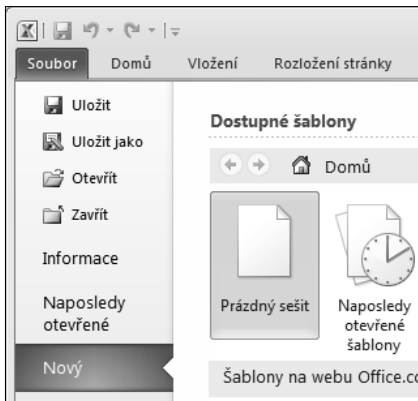 Soubor Domů Vložení Rozložení stránky
Uložit
Uložit jako
Otevřít
Zavřít
Informace
Naposledy
otevřené
Nový
Dostupné šablony
Domů
Prázdný sešit
Naposledy
otevřené
šablony
Šablony na webu Office.co